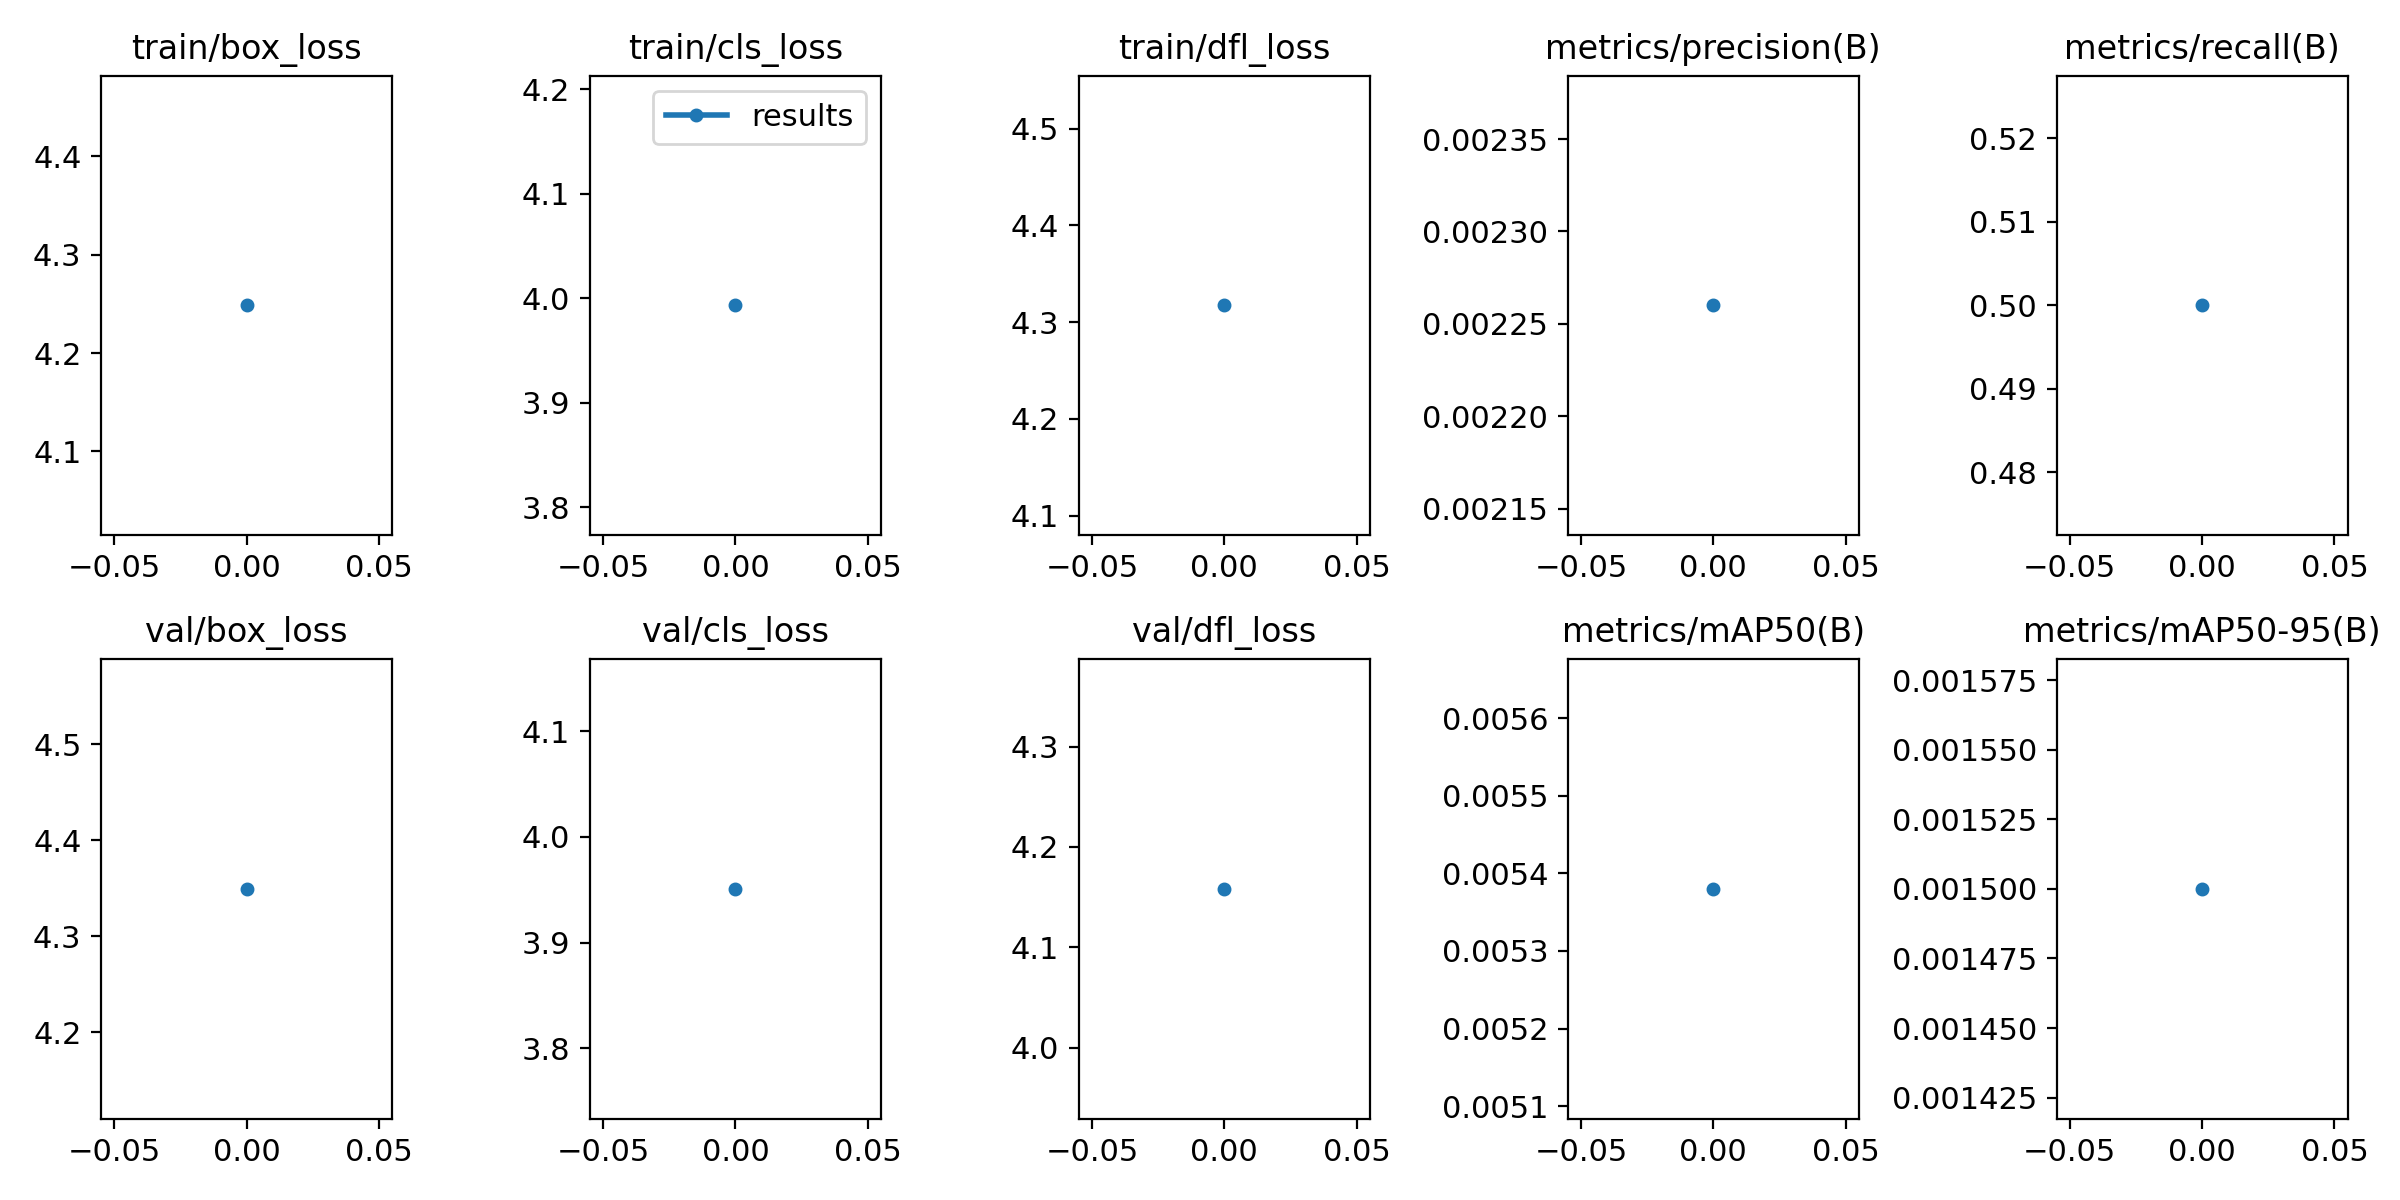 train/box_loss
4.4
4.3
4.2
4.1
−0.05 0.00 0.05
train/cls_loss
results
4.2
4.1
4.0
3.9
3.8
−0.05 0.00 0.05
train/dfl_loss
4.5
4.4
4.3
4.2
4.1
−0.05 0.00 0.05
metrics/precision(B)
0.00235
0.00230
0.00225
0.00220
0.00215
−0.05 0.00 0.05
metrics/recall(B)
0.52
0.51
0.50
0.49
0.48
−0.05 0.00 0.05
val/box_loss
4.5
4.4
4.3
4.2
−0.05 0.00 0.05
val/cls_loss
4.1
4.0
3.9
3.8
−0.05 0.00 0.05
val/dfl_loss
4.3
4.2
4.1
4.0
−0.05 0.00 0.05
metrics/mAP50(B)
0.0056
0.0055
0.0054
0.0053
0.0052
0.0051
−0.05 0.00 0.05
metrics/mAP50-95(B)
0.001575
0.001550
0.001525
0.001500
0.001475
0.001450
0.001425
−0.05 0.00 0.05